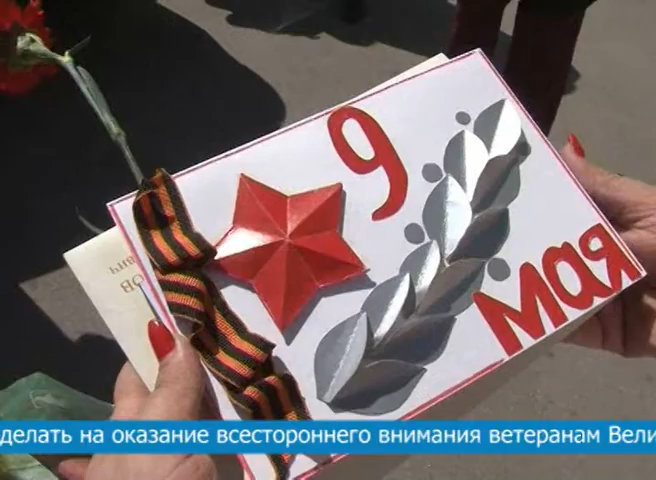 9
мая
делать на оказание всестороннего внимания ветеранам Вели